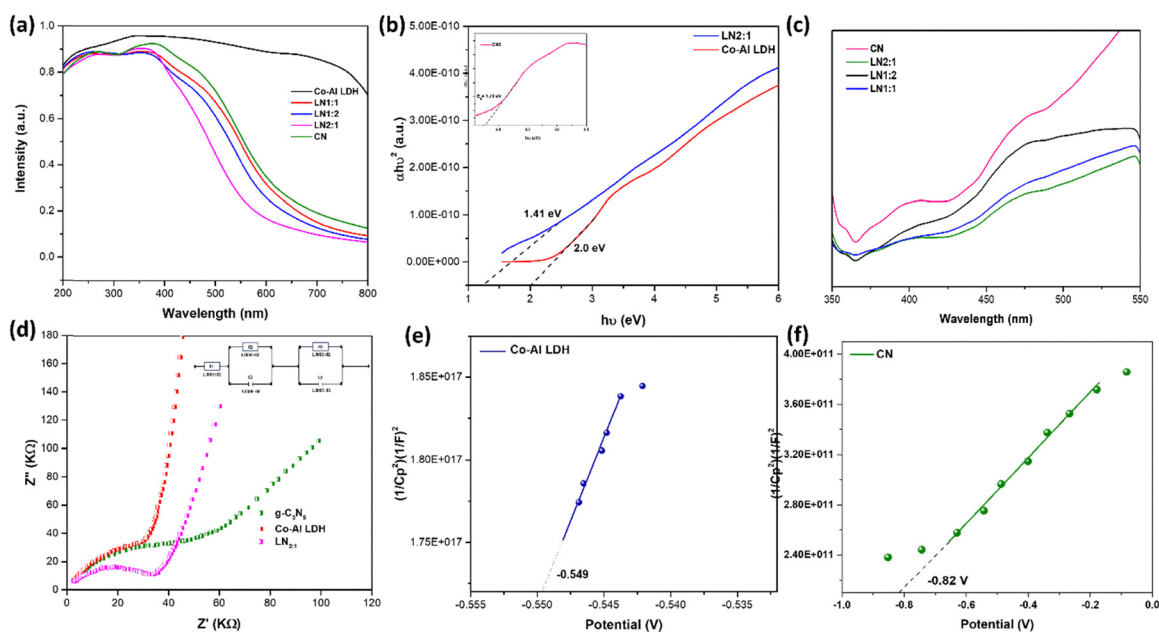 (a)
Intensity (a.u.)
1.0
0.8
0.6
0.4
0.2
0.0
Co-Al LDH
LN1:1
LN1:2
LN2:1
CN
200 300 400 500 600 700 800
Wavelength (nm)
(b)
αhυ² (a.u.)
5.00E-010
4.00E-010
3.00E-010
2.00E-010
1.00E-010
0.00E+000
LN2:1
Co-Al LDH
1.41 eV
2.0 eV
1 2 3 4 5 6
hυ (eV)
(c)
CN
LN2:1
LN1:2
LN1:1
350 400 450 500 550
Wavelength (nm)
(d)
Z'' (KΩ)
180
160
140
120
100
80
60
40
20
0
g-C₃N₅
Co-Al LDH
LN₂:₁
0 20 40 60 80 100 120
Z' (KΩ)
(e)
Co-Al LDH
(1/Cp²)(1/F)²
1.85E+017
1.80E+017
1.75E+017
-0.549
-0.555 -0.550 -0.545 -0.540 -0.535
Potential (V)
(f)
CN
(1/Cp²)(1/F)²
4.00E+011
3.60E+011
3.20E+011
2.80E+011
2.40E+011
-0.82 V
-1.0 -0.8 -0.6 -0.4 -0.2 0.0
Potential (V)